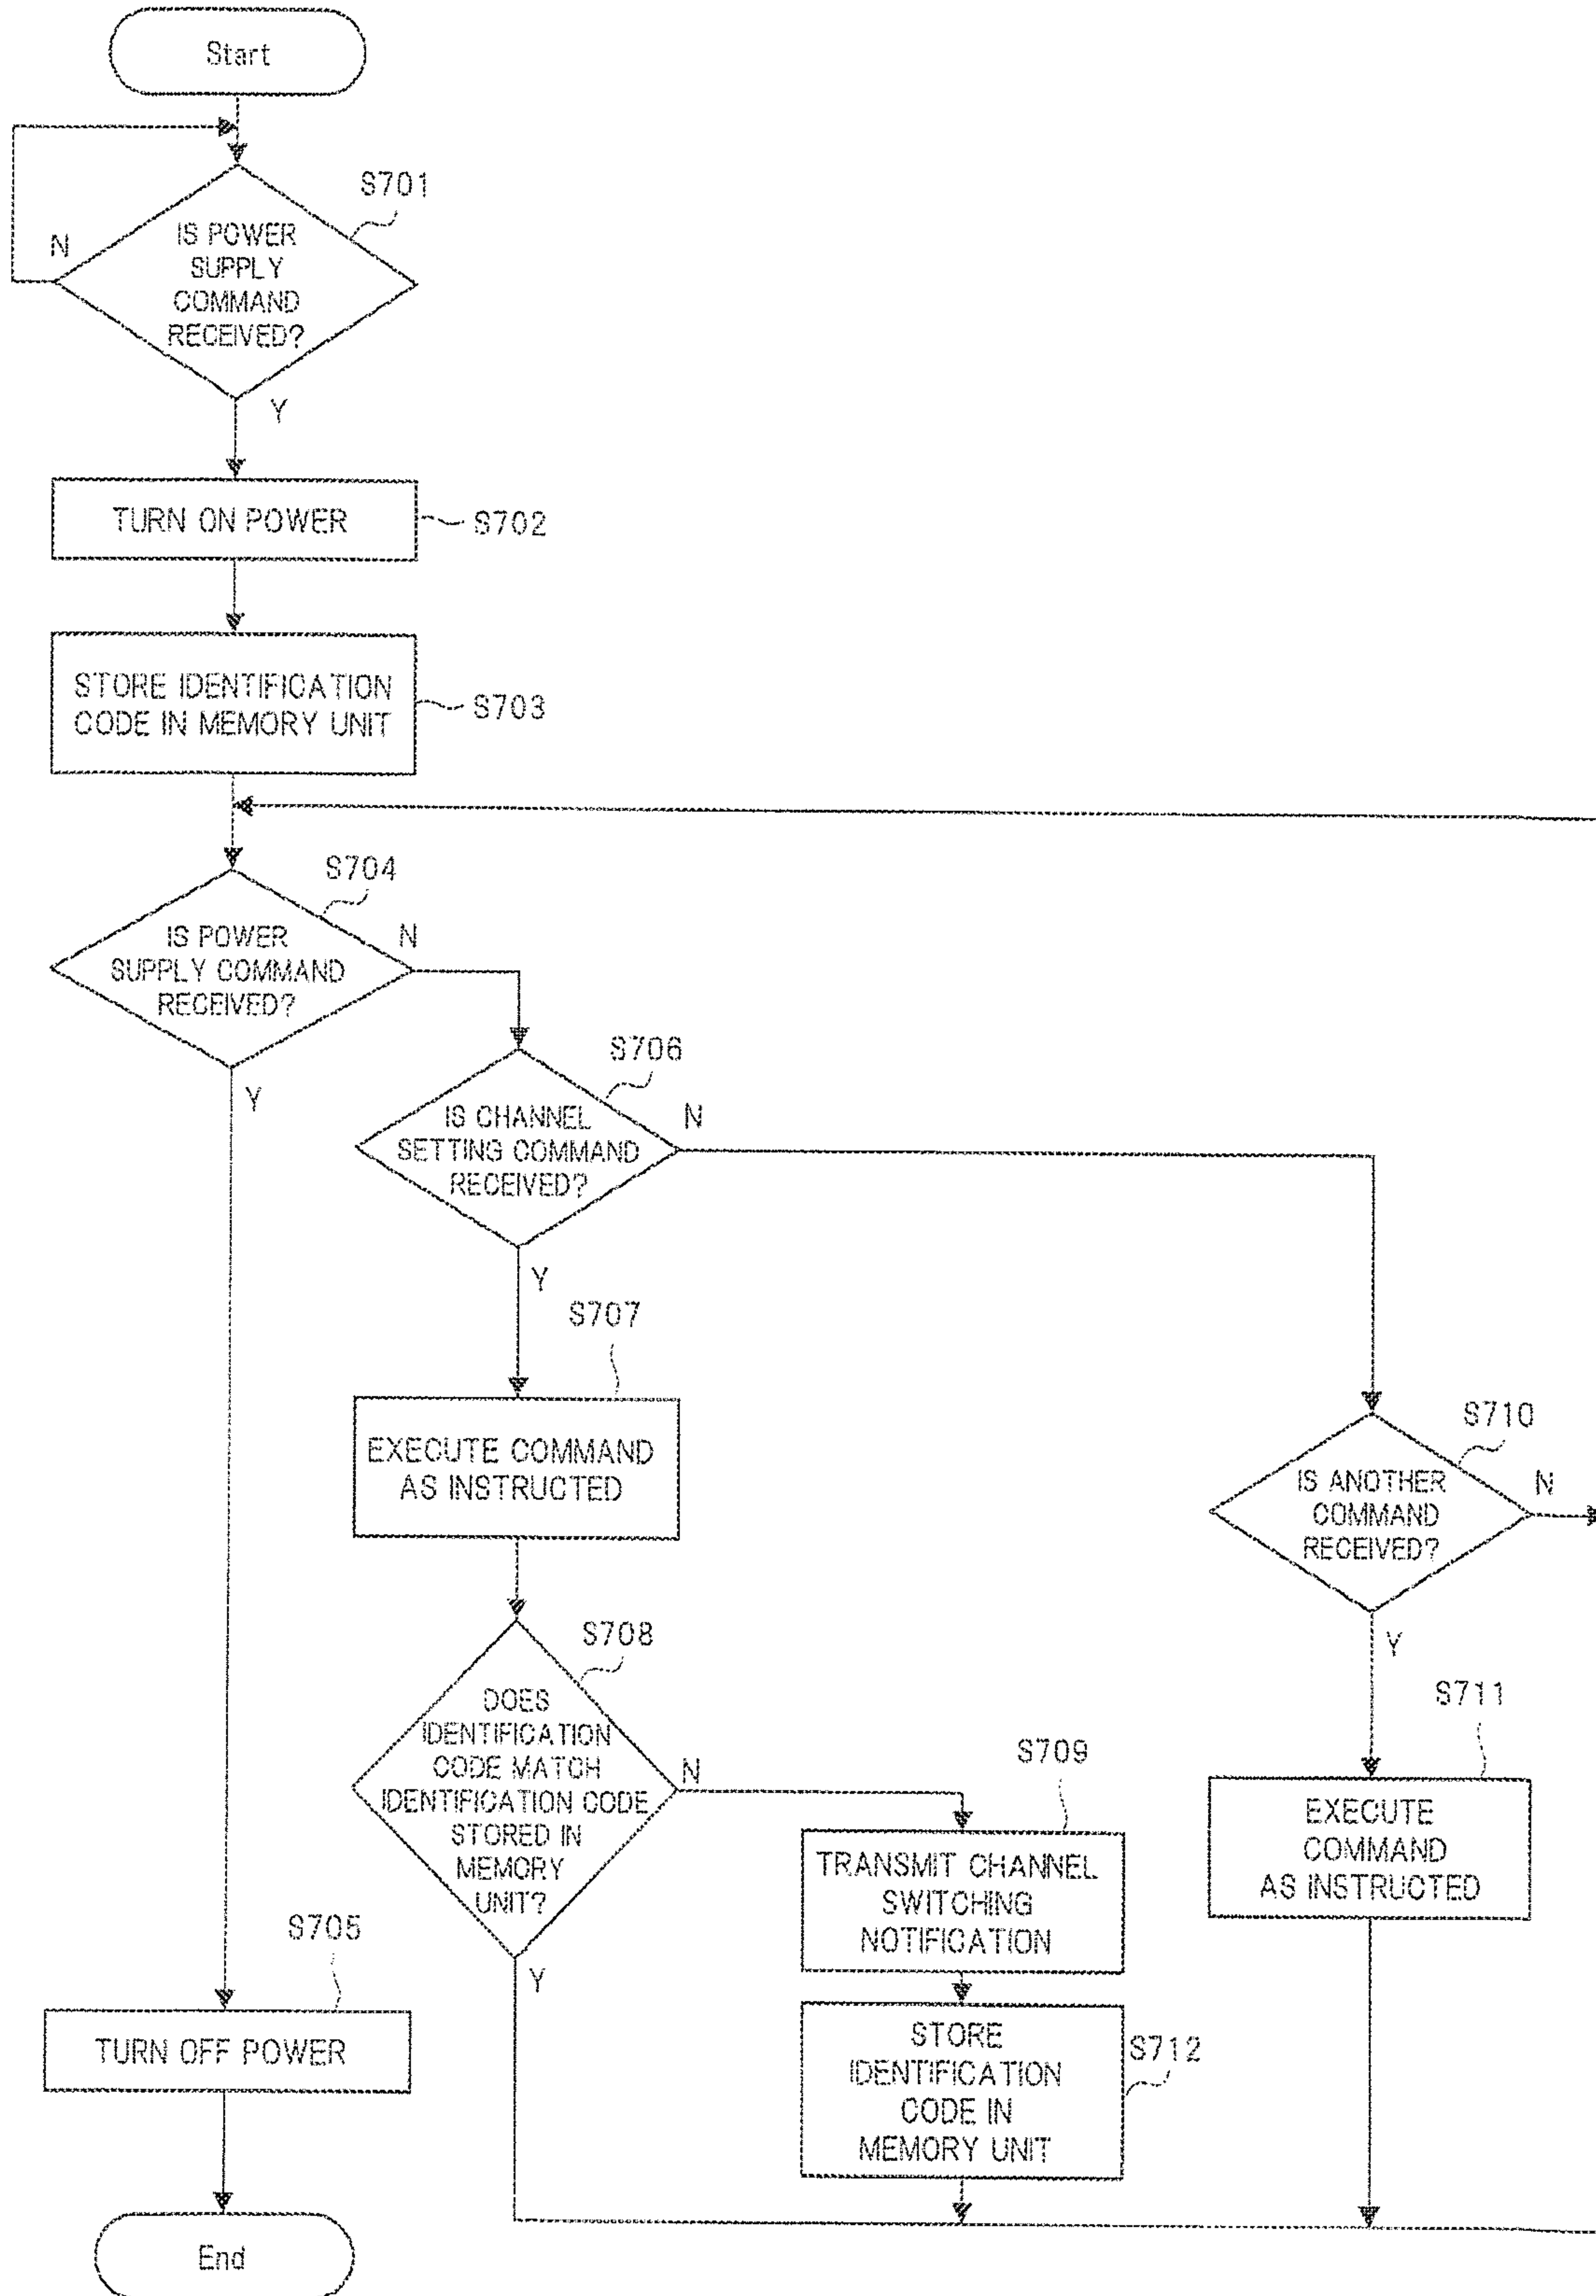 Start
S701
N
IS POWER
SUPPLY
COMMAND
RECEIVED?
Y
TURN ON POWER
S702
STORE IDENTIFICATION
CODE IN MEMORY UNIT
S703
S704
IS POWER
SUPPLY COMMAND
RECEIVED?
N
Y
S706
IS CHANNEL
SETTING COMMAND
RECEIVED?
N
Y
S707
EXECUTE COMMAND
AS INSTRUCTED
S708
DOES
IDENTIFICATION
CODE MATCH
IDENTIFICATION CODE
STORED IN
MEMORY
UNIT?
N
Y
S709
TRANSMIT CHANNEL
SWITCHING
NOTIFICATION
STORE
IDENTIFICATION
CODE IN
MEMORY UNIT
S712
S710
IS ANOTHER
COMMAND
RECEIVED?
N
Y
S711
EXECUTE
COMMAND
AS INSTRUCTED
S705
TURN OFF POWER
End